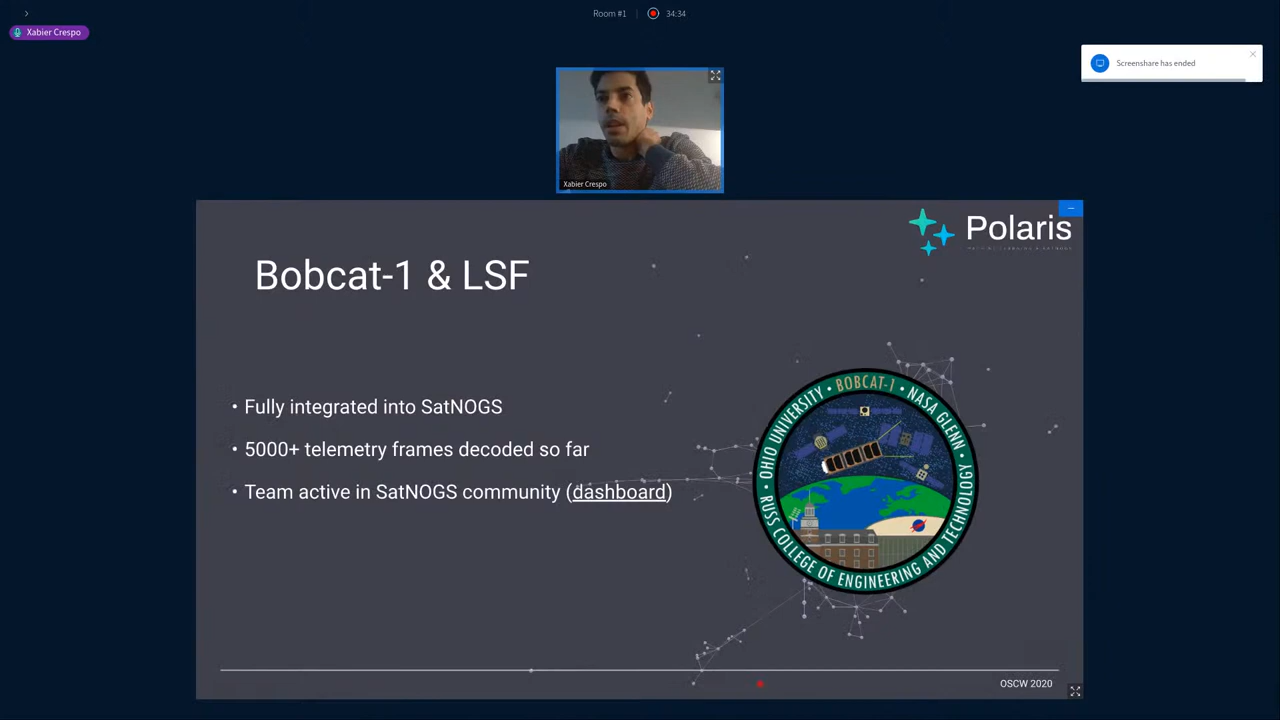 Room #1
34:34
Xabier Crespo
Screenshare has ended
Xabier Crespo
Polaris
Bobcat-1 & LSF
• Fully integrated into SatNOGS
• 5000+ telemetry frames decoded so far
• Team active in SatNOGS community (dashboard)
• BOBCAT-1 • NASA GLENN •
OHIO UNIVERSITY
RUSS COLLEGE OF ENGINEERING AND TECHNOLOGY
OSCW 2020